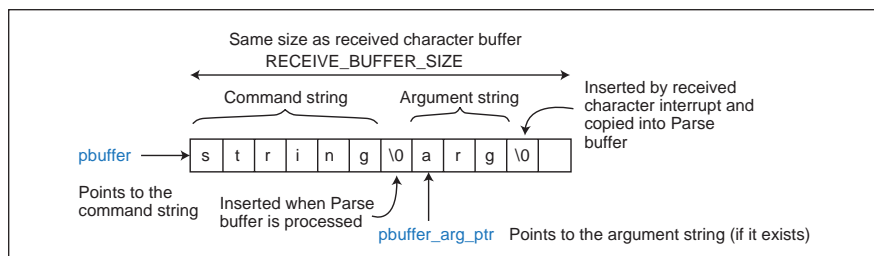 Same size as received character buffer
RECEIVE_BUFFER_SIZE
Command string
Argument string
Inserted by received
character interrupt and
copied into Parse
buffer
pbuffer
s t r i n g \0 a r g \0
Points to the
command string
Inserted when Parse
buffer is processed
pbuffer_arg_ptr
Points to the argument string (if it exists)